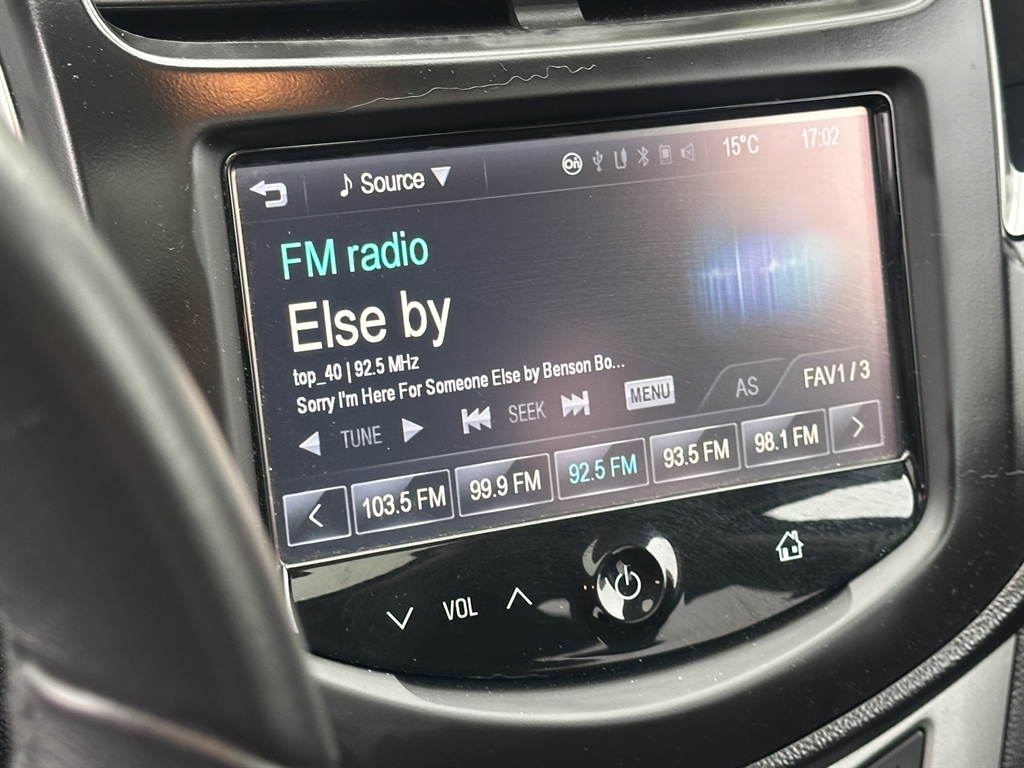 Source
15°C
17:02
FM radio
Else by
top_40 | 92.5 MHz
Sorry I'm Here For Someone Else by Benson Bo...
TUNE
SEEK
MENU
AS
FAV1 / 3
103.5 FM
99.9 FM
92.5 FM
93.5 FM
98.1 FM
VOL